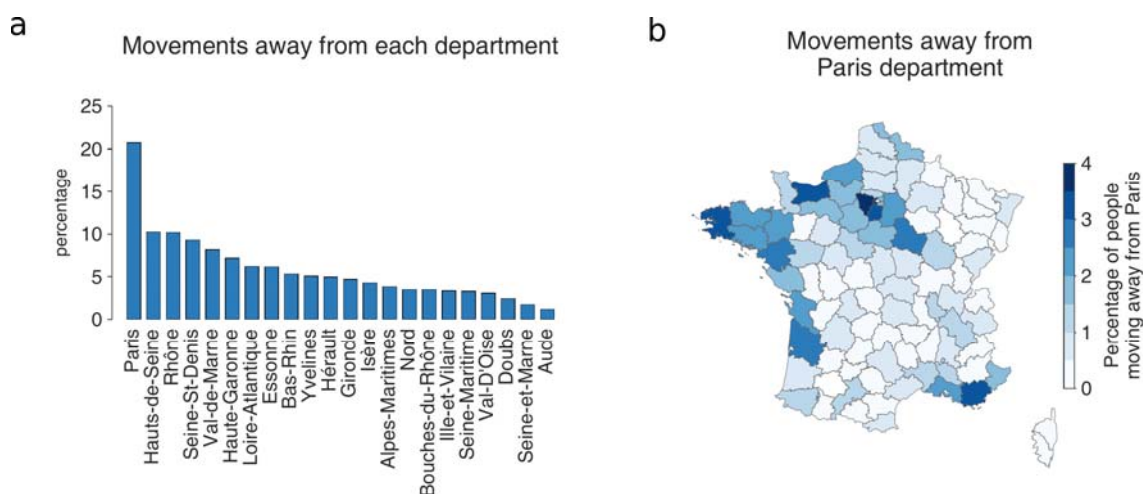 a
Movements away from each department
percentage
25
20
15
10
5
0
Paris
Hauts-de-Seine
Rhône
Seine-St-Denis
Val-de-Marne
Haute-Garonne
Loire-Atlantique
Essonne
Bas-Rhin
Yvelines
Hérault
Gironde
Isère
Alpes-Maritimes
Nord
Bouches-du-Rhône
Ille-et-Vilaine
Seine-Maritime
Val-D'Oise
Doubs
Seine-et-Marne
Aude
b
Movements away from
Paris department
4
3
2
1
0
Percentage of people
moving away from Paris